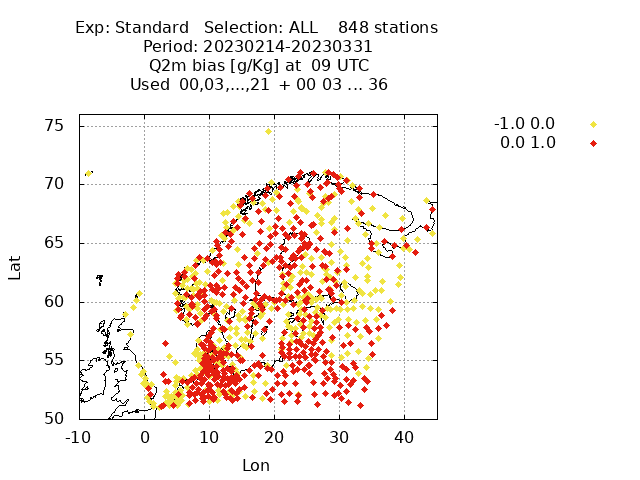 Exp: Standard   Selection: ALL    848 stations
Period: 20230214-20230331
Q2m bias [g/Kg] at  09 UTC
Used  00,03,...,21  + 00 03 ... 36
-1.0 0.0
0.0 1.0
75
70
65
60
55
50
Lat
-10 0 10 20 30 40
Lon